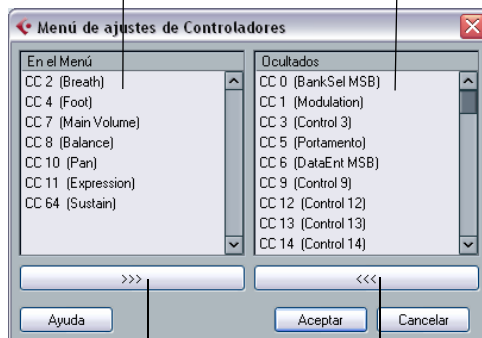 Menú de ajustes de Controladores
En el Menú
CC 2 (Breath)
CC 4 (Foot)
CC 7 (Main Volume)
CC 8 (Balance)
CC 10 (Pan)
CC 11 (Expression)
CC 64 (Sustain)
Ocultados
CC 0 (BankSel MSB)
CC 1 (Modulation)
CC 3 (Control 3)
CC 5 (Portamento)
CC 6 (DataEnt MSB)
CC 9 (Control 9)
CC 12 (Control 12)
CC 13 (Control 13)
CC 14 (Control 14)
>>>
<<<
Ayuda
Aceptar
Cancelar